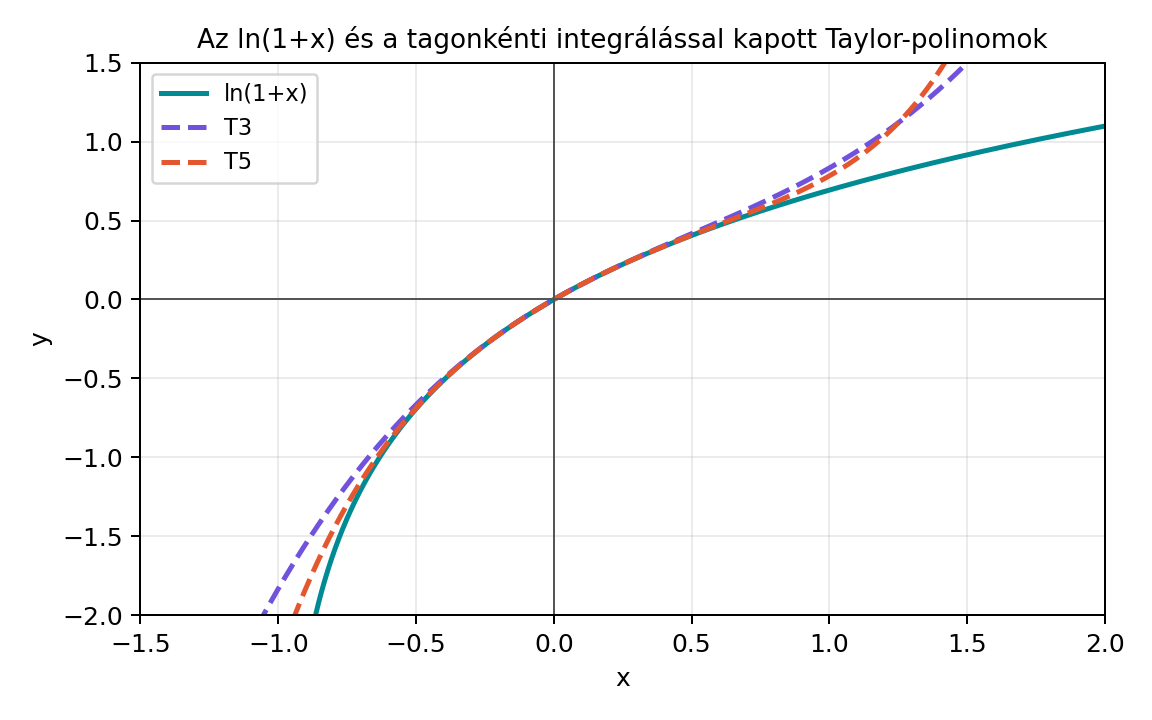 Az ln(1+x) és a tagonkénti integrálással kapott Taylor-polinomok
ln(1+x)
T3
T5
1.5
1.0
0.5
0.0
−0.5
−1.0
−1.5
−2.0
y
−1.5
−1.0
−0.5
0.0
0.5
1.0
1.5
2.0
x